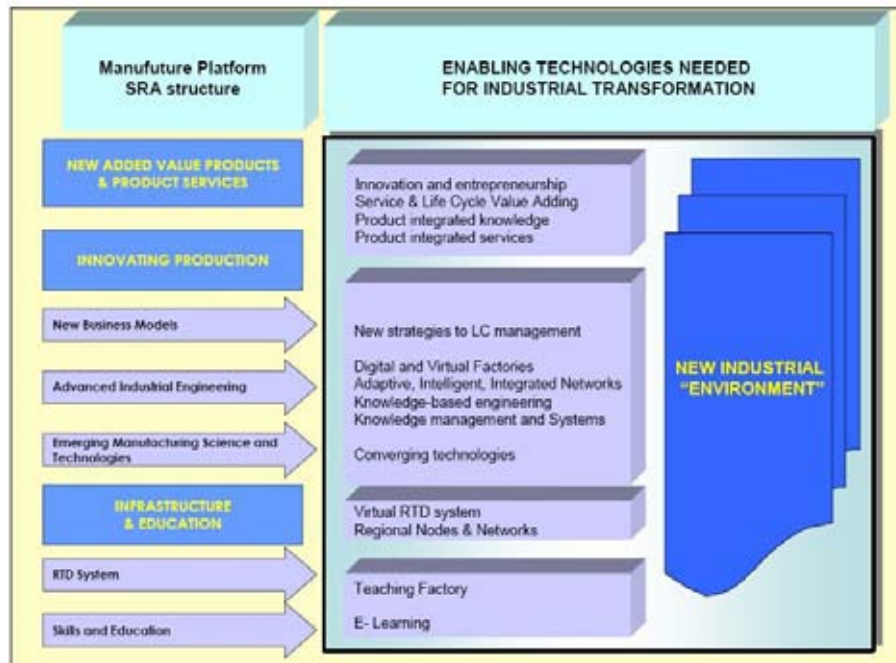 Manufuture Platform
SRA structure
ENABLING TECHNOLOGIES NEEDED
FOR INDUSTRIAL TRANSFORMATION
NEW ADDED VALUE PRODUCTS
& PRODUCT SERVICES
INNOVATING PRODUCTION
New Business Models
Advanced Industrial Engineering
Emerging Manufacturing Science and
Technologies
INFRASTRUCTURE
& EDUCATION
RTD System
Skills and Education
Innovation and entrepreneurship
Service & Life Cycle Value Adding
Product integrated knowledge
Product integrated services
New strategies to LC management
Digital and Virtual Factories
Adaptive, Intelligent, Integrated Networks
Knowledge-based engineering
Knowledge management and Systems
Converging technologies
Virtual RTD system
Regional Nodes & Networks
Teaching Factory
E- Learning
NEW INDUSTRIAL
“ENVIRONMENT”